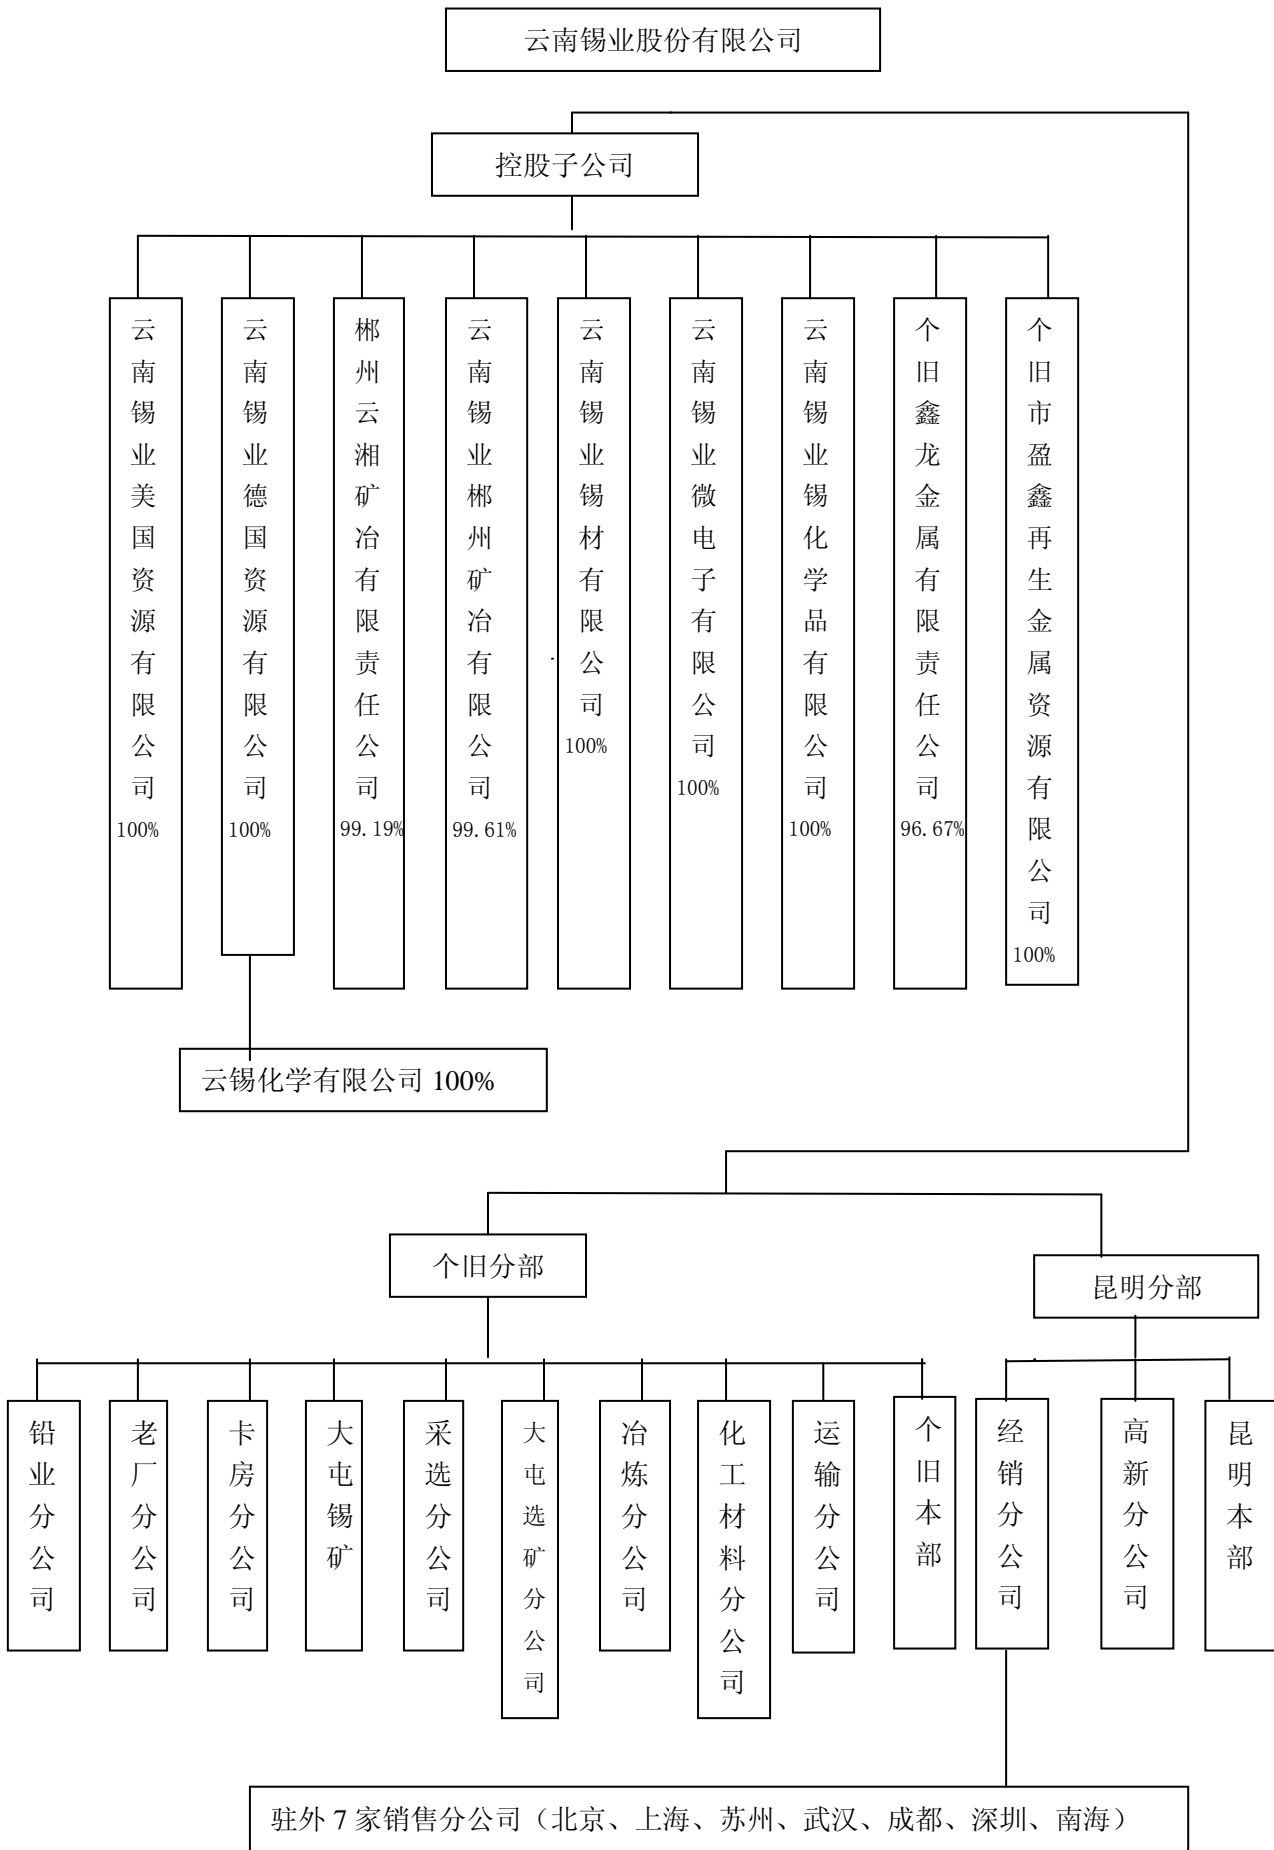 云南锡业股份有限公司
控股子公司
云南锡业美国资源有限公司
100%
云南锡业德国资源有限公司
100%
郴州云湘矿冶有限责任公司
99.19%
云南锡业郴州矿冶有限公司
99.61%
云南锡业锡材有限公司
100%
云南锡业微电子有限公司
100%
云南锡业锡化学品有限公司
100%
个旧鑫龙金属有限责任公司
96.67%
个旧市盈鑫再生金属资源有限公司
100%
云锡化学有限公司 100%
个旧分部
昆明分部
铅业分公司
老厂分公司
卡房分公司
大屯锡矿
采选分公司
大屯选矿分公司
冶炼分公司
化工材料分公司
运输分公司
个旧本部
经销分公司
高新分公司
昆明本部
驻外 7 家销售分公司（北京、上海、苏州、武汉、成都、深圳、南海）